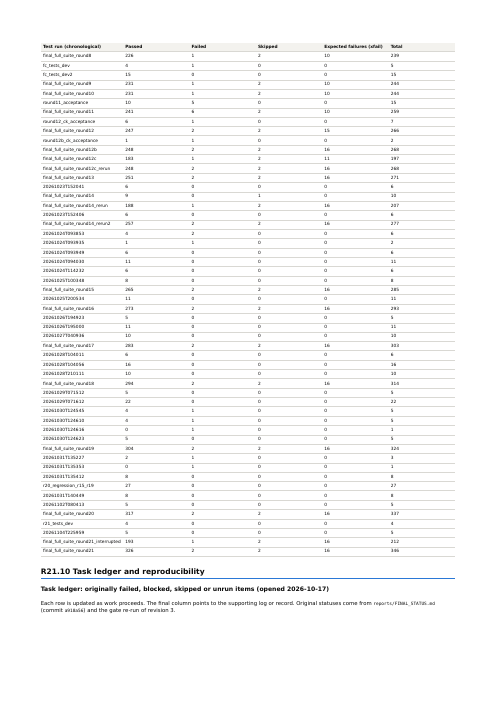 Test run (chronological) Passed Failed Skipped Expected failures (xfail) Total
final_full_suite_round8 226 1 2 10 239
fc_tests_dev 4 1 0 0 5
fc_tests_dev2 15 0 0 0 15
final_full_suite_round9 231 1 2 10 244
final_full_suite_round10 231 1 2 10 244
round11_acceptance 10 5 0 0 15
final_full_suite_round11 241 6 2 10 259
round12_ck_acceptance 6 1 0 0 7
final_full_suite_round12 247 2 2 15 266
round12b_ck_acceptance 1 1 0 0 2
final_full_suite_round12b 248 2 2 16 268
final_full_suite_round12c 183 1 2 11 197
final_full_suite_round12c_rerun 248 2 2 16 268
final_full_suite_round13 251 2 2 16 271
20261023T152041 6 0 0 0 6
final_full_suite_round14 9 0 1 0 10
final_full_suite_round14_rerun 188 1 2 16 207
20261023T152406 6 0 0 0 6
final_full_suite_round14_rerun2 257 2 2 16 277
20261024T093853 4 2 0 0 6
20261024T093935 1 1 0 0 2
20261024T093949 6 0 0 0 6
20261024T094030 11 0 0 0 11
20261024T114232 6 0 0 0 6
20261025T100348 8 0 0 0 8
final_full_suite_round15 265 2 2 16 285
20261025T200534 11 0 0 0 11
final_full_suite_round16 273 2 2 16 293
20261026T194923 5 0 0 0 5
20261026T195000 11 0 0 0 11
20261027T040936 10 0 0 0 10
final_full_suite_round17 283 2 2 16 303
20261028T104011 6 0 0 0 6
20261028T104056 16 0 0 0 16
20261028T210111 10 0 0 0 10
final_full_suite_round18 294 2 2 16 314
20261029T071512 5 0 0 0 5
20261029T071612 22 0 0 0 22
20261030T124545 4 1 0 0 5
20261030T124610 4 1 0 0 5
20261030T124616 0 1 0 0 1
20261030T124623 5 0 0 0 5
final_full_suite_round19 304 2 2 16 324
20261031T135227 2 1 0 0 3
20261031T135353 0 1 0 0 1
20261031T135412 8 0 0 0 8
r20_regression_r15_r19 27 0 0 0 27
20261031T140449 8 0 0 0 8
20261102T080413 5 0 0 0 5
final_full_suite_round20 317 2 2 16 337
r21_tests_dev 4 0 0 0 4
20261104T225959 5 0 0 0 5
final_full_suite_round21_interrupted 193 1 2 16 212
final_full_suite_round21 326 2 2 16 346
R21.10 Task ledger and reproducibility
Task ledger: originally failed, blocked, skipped or unrun items (opened 2026-10-17)
Each row is updated as work proceeds. The final column points to the supporting log or record. Original statuses come from reports/FINAL_STATUS.md
(commit ) and the gate re-run of revision 3.